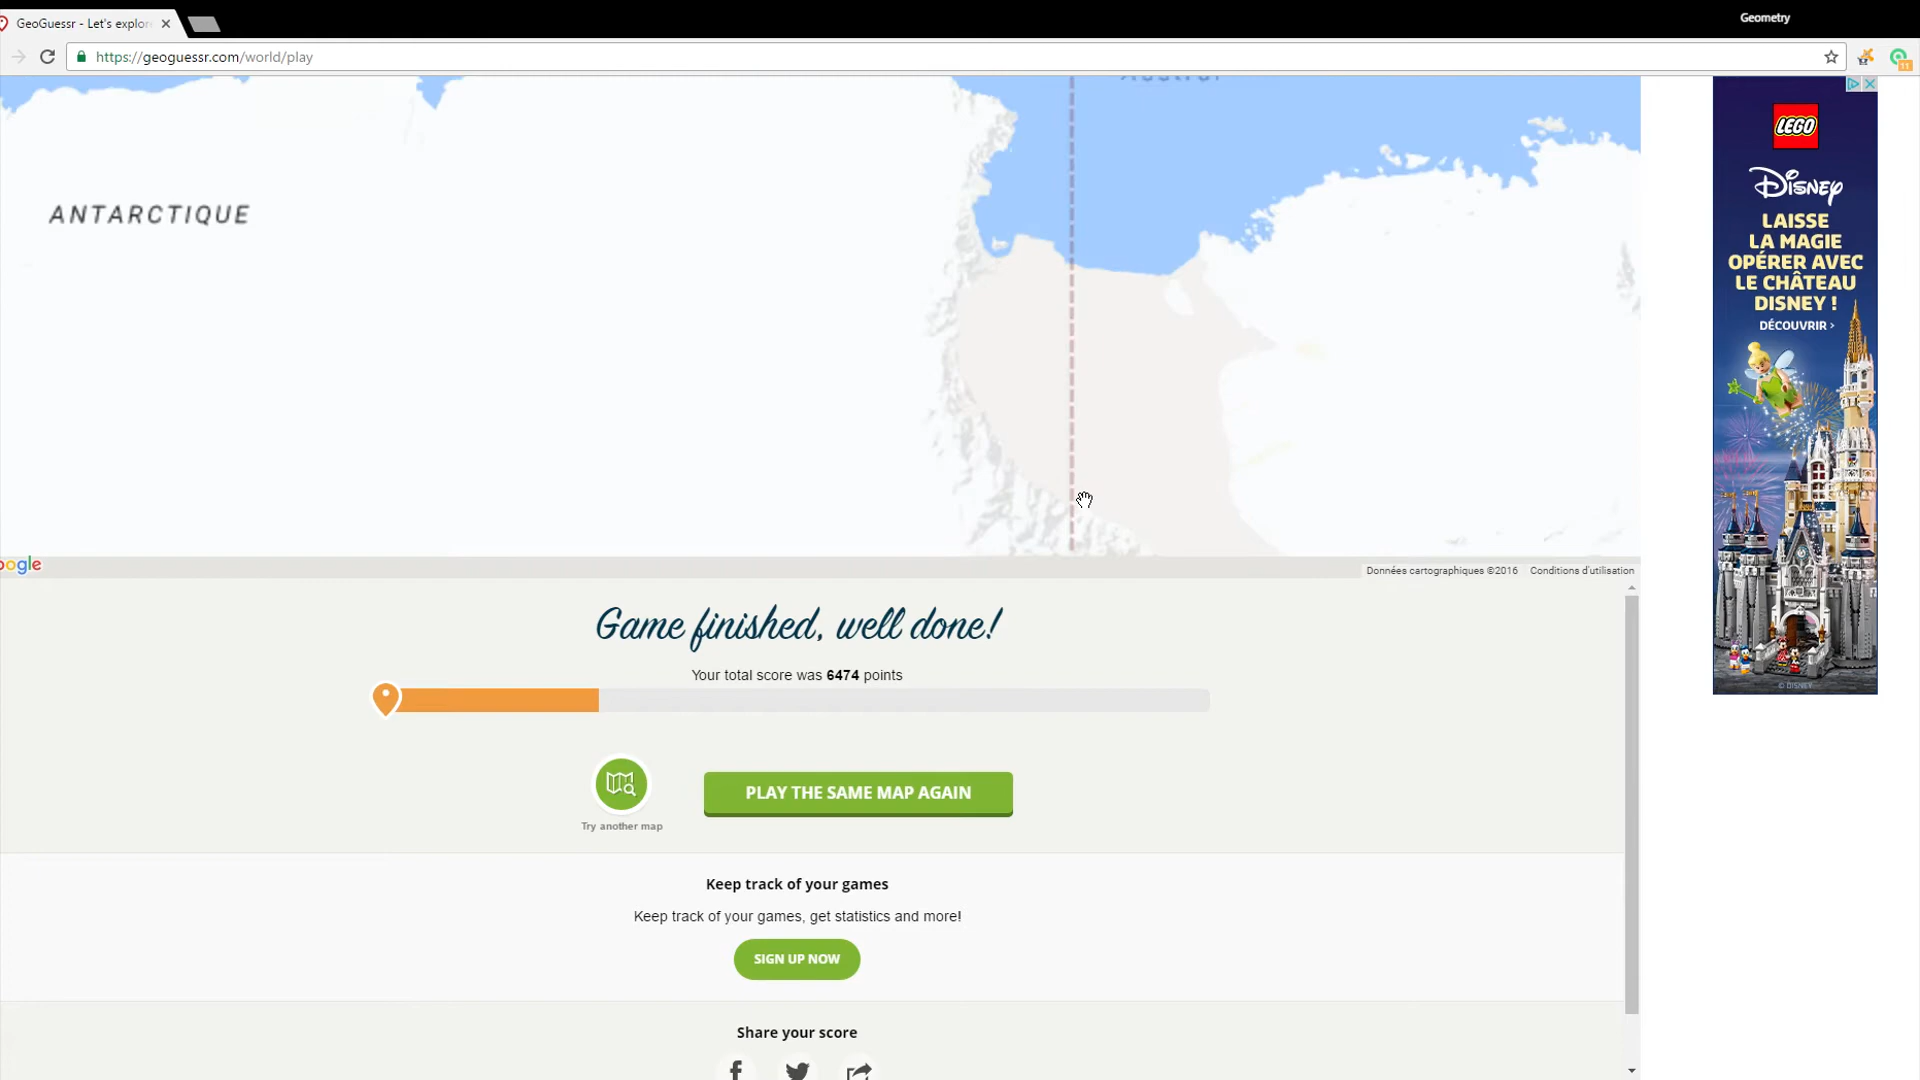 Geometry
GeoGuessr - Let's explor
https://geoguessr.com/world/play
ANTARCTIQUE
Données cartographiques ©2016 Conditions d'utilisation
Game finished, well done!
Your total score was 6474 points
Try another map
PLAY THE SAME MAP AGAIN
Keep track of your games
Keep track of your games, get statistics and more!
SIGN UP NOW
Share your score
LEGO
Disney
LAISSE
LA MAGIE
OPÉRER AVEC
LE CHÂTEAU
DISNEY !
DÉCOUVRIR ›
© DISNEY
11